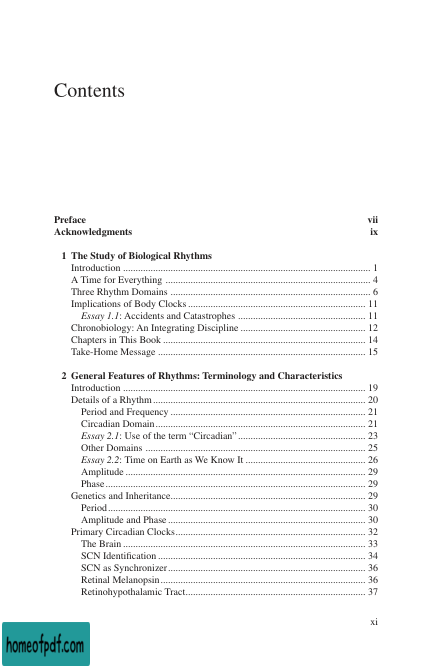 Contents
Preface vii
Acknowledgments ix
1 The Study of Biological Rhythms
Introduction ... 1
A Time for Everything ... 4
Three Rhythm Domains ... 6
Implications of Body Clocks ... 11
Essay 1.1: Accidents and Catastrophes ... 11
Chronobiology: An Integrating Discipline ... 12
Chapters in This Book ... 14
Take-Home Message ... 15
2 General Features of Rhythms: Terminology and Characteristics
Introduction ... 19
Details of a Rhythm ... 20
Period and Frequency ... 21
Circadian Domain ... 21
Essay 2.1: Use of the term “Circadian” ... 23
Other Domains ... 25
Essay 2.2: Time on Earth as We Know It ... 26
Amplitude ... 29
Phase ... 29
Genetics and Inheritance ... 29
Period ... 30
Amplitude and Phase ... 30
Primary Circadian Clocks ... 32
The Brain ... 33
SCN Identification ... 34
SCN as Synchronizer ... 36
Retinal Melanopsin ... 36
Retinohypothalamic Tract ... 37
xi
homeofpdf.com